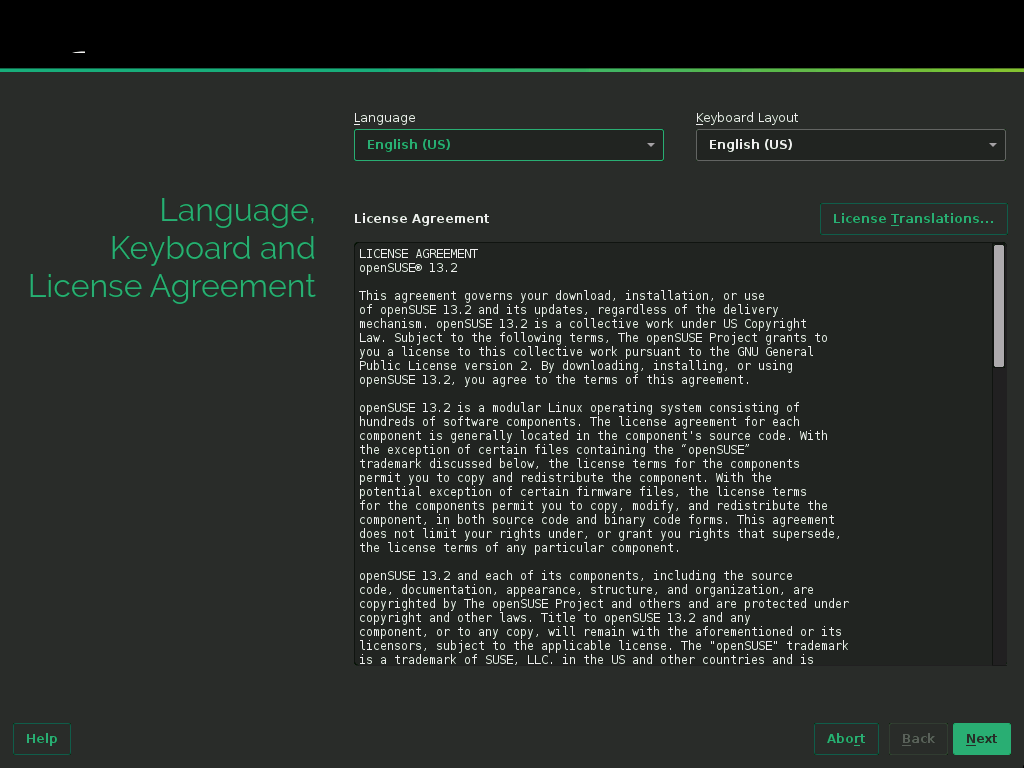 Language
Keyboard Layout
English (US)
English (US)
Language,
Keyboard and
License Agreement
License Agreement
License Translations...
LICENSE AGREEMENT
openSUSE® 13.2
This agreement governs your download, installation, or use
of openSUSE 13.2 and its updates, regardless of the delivery
mechanism. openSUSE 13.2 is a collective work under US Copyright
Law. Subject to the following terms, The openSUSE Project grants to
you a license to this collective work pursuant to the GNU General
Public License version 2. By downloading, installing, or using
openSUSE 13.2, you agree to the terms of this agreement.
openSUSE 13.2 is a modular Linux operating system consisting of
hundreds of software components. The license agreement for each
component is generally located in the component's source code. With
the exception of certain files containing the “openSUSE”
trademark discussed below, the license terms for the components
permit you to copy and redistribute the component. With the
potential exception of certain firmware files, the license terms
for the components permit you to copy, modify, and redistribute the
component, in both source code and binary code forms. This agreement
does not limit your rights under, or grant you rights that supersede,
the license terms of any particular component.
openSUSE 13.2 and each of its components, including the source
code, documentation, appearance, structure, and organization, are
copyrighted by The openSUSE Project and others and are protected under
copyright and other laws. Title to openSUSE 13.2 and any
component, or to any copy, will remain with the aforementioned or its
licensors, subject to the applicable license. The "openSUSE" trademark
is a trademark of SUSE, LLC. in the US and other countries and is
Help
Abort
Back
Next